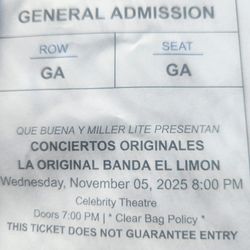 GENERAL ADMISSION
ROW SEAT
GA GA
QUE BUENA Y MILLER LITE PRESENTAN
CONCIERTOS ORIGINALES
LA ORIGINAL BANDA EL LIMON
Wednesday, November 05, 2025 8:00 PM
Celebrity Theatre
Doors 7:00 PM | * Clear Bag Policy *
THIS TICKET DOES NOT GUARANTEE ENTRY